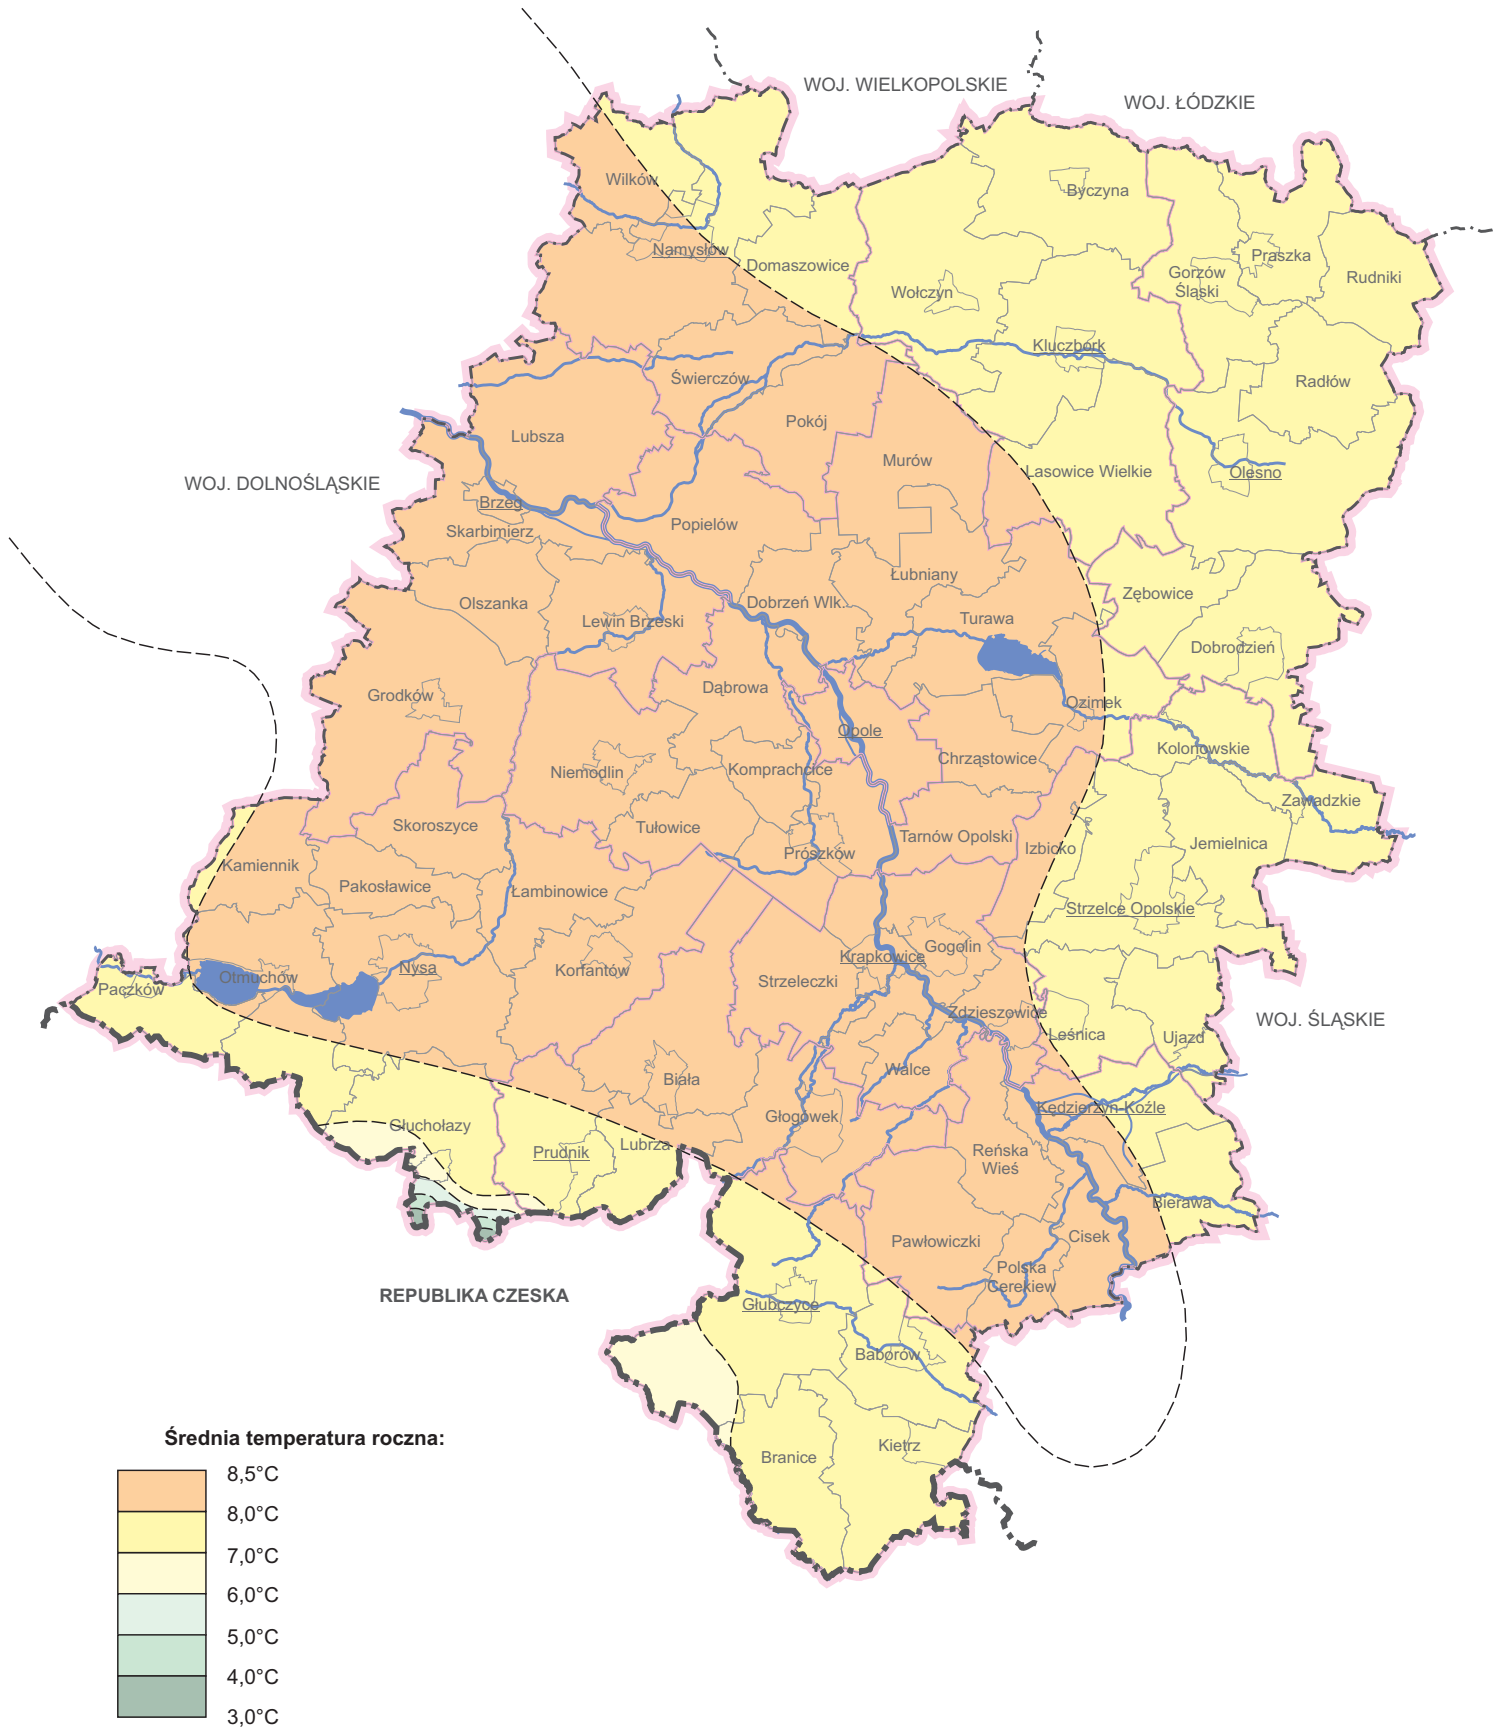 WOJ. WIELKOPOLSKIE
WOJ. ŁÓDZKIE
Wilków
Byczyna
Namysłów
Domaszowice
Praszka
Gorzów
Śląski
Rudniki
Wołczyn
Kluczbork
Świerczów
Radłów
Pokój
Lubsza
Murów
Lasowice Wielkie
Olesno
WOJ. DOLNOŚLĄSKIE
Brzeg
Skarbimierz
Popielów
Łubniany
Zębowice
Olszanka
Dobrzeń Wlk.
Lewin Brzeski
Turawa
Dobrodzień
Grodków
Dąbrowa
Ozimek
Opole
Kolonowskie
Niemodlin
Komprachcice
Chrząstowice
Zawadzkie
Skoroszyce
Tułowice
Tarnów Opolski
Izbicko
Jemielnica
Prószków
Kamiennik
Pakosławice
Łambinowice
Strzelce Opolskie
Gogolin
Krapkowice
Otmuchów
Nysa
Korfantów
Strzeleczki
Paczków
Zdzieszowice
WOJ. ŚLĄSKIE
Leśnica
Ujazd
Walce
Biała
Kędzierzyn-Koźle
Głogówek
Głuchołazy
Prudnik
Lubrza
Reńska
Wieś
Bierawa
Cisek
Pawłowiczki
Polska
Cerekiew
REPUBLIKA CZESKA
Głubczyce
Baborów
Kietrz
Branice
Średnia temperatura roczna:
8,5°C
8,0°C
7,0°C
6,0°C
5,0°C
4,0°C
3,0°C